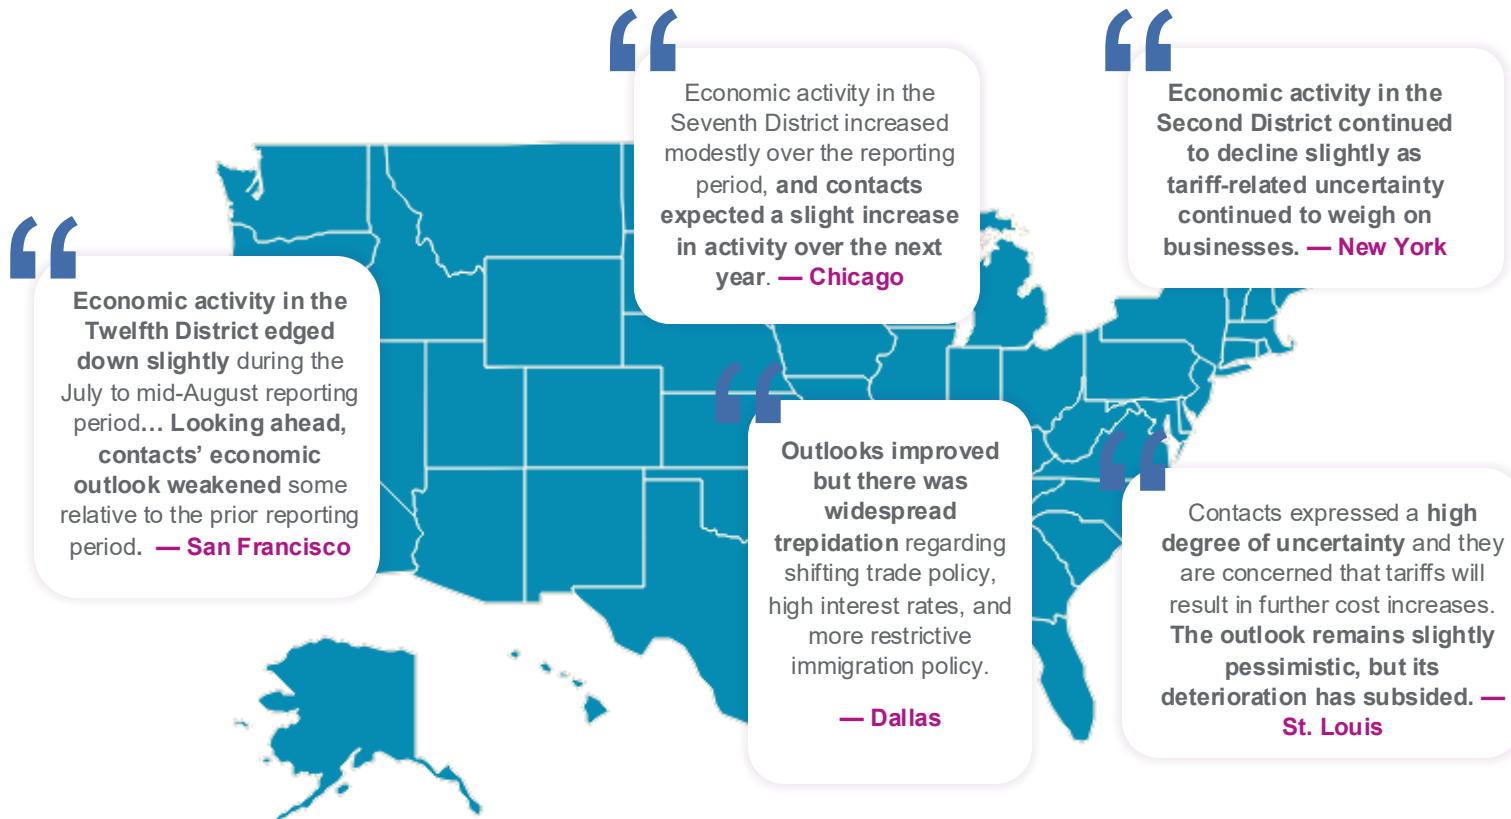 “
Economic activity in the
Seventh District increased
modestly over the reporting
period, and contacts
expected a slight increase
in activity over the next
year. — Chicago
“
Economic activity in the
Second District continued
to decline slightly as
tariff-related uncertainty
continued to weigh on
businesses. — New York
“
Economic activity in the
Twelfth District edged
down slightly during the
July to mid-August reporting
period… Looking ahead,
contacts’ economic
outlook weakened some
relative to the prior reporting
period. — San Francisco
“
Outlooks improved
but there was
widespread
trepidation regarding
shifting trade policy,
high interest rates, and
more restrictive
immigration policy.
— Dallas
“
Contacts expressed a high
degree of uncertainty and they
are concerned that tariffs will
result in further cost increases.
The outlook remains slightly
pessimistic, but its
deterioration has subsided. —
St. Louis